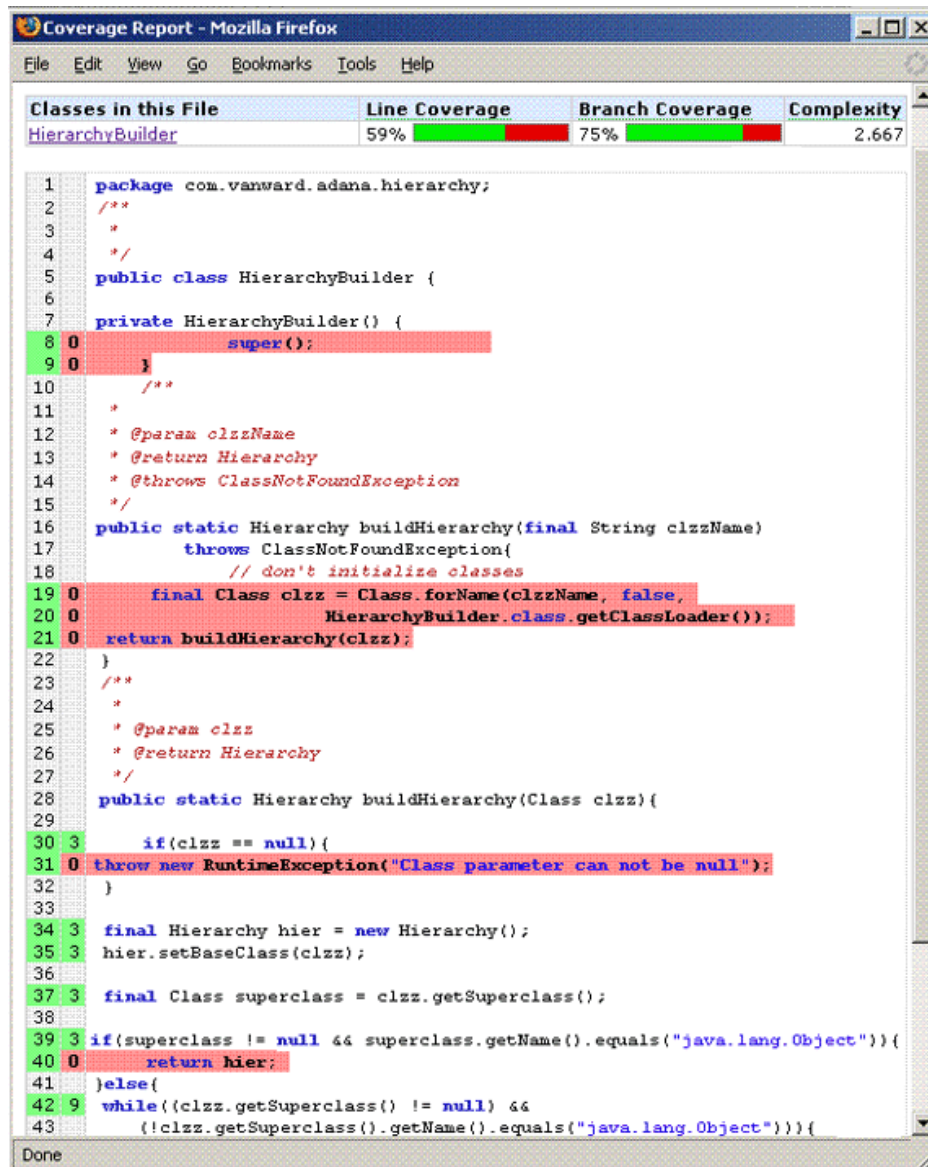 Coverage Report - Mozilla Firefox
File Edit View Go Bookmarks Tools Help
Classes in this File Line Coverage Branch Coverage Complexity
HierarchyBuilder 59% 75% 2.667
1 package com.vanward.adana.hierarchy;
2 /**
3 *
4 */
5 public class HierarchyBuilder {
6
7 private HierarchyBuilder() {
8 0 super();
9 0 }
10 /**
11 *
12 * @param clzzName
13 * @return Hierarchy
14 * @throws ClassNotFoundException
15 */
16 public static Hierarchy buildHierarchy(final String clzzName)
17 throws ClassNotFoundException{
18 // don't initialize classes
19 0 final Class clzz = Class.forName(clzzName, false,
20 0 HierarchyBuilder.class.getClassLoader());
21 0 return buildHierarchy(clzz);
22 }
23 /**
24 *
25 * @param clzz
26 * @return Hierarchy
27 */
28 public static Hierarchy buildHierarchy(Class clzz){
29
30 3 if(clzz == null){
31 0 throw new RuntimeException("Class parameter can not be null");
32 }
33
34 3 final Hierarchy hier = new Hierarchy();
35 3 hier.setBaseClass(clzz);
36
37 3 final Class superclass = clzz.getSuperclass();
38
39 3 if(superclass != null && superclass.getName().equals("java.lang.Object")){
40 0 return hier;
41 }else{
42 9 while((clzz.getSuperclass() != null) &&
43 (!clzz.getSuperclass().getName().equals("java.lang.Object"))){
Done